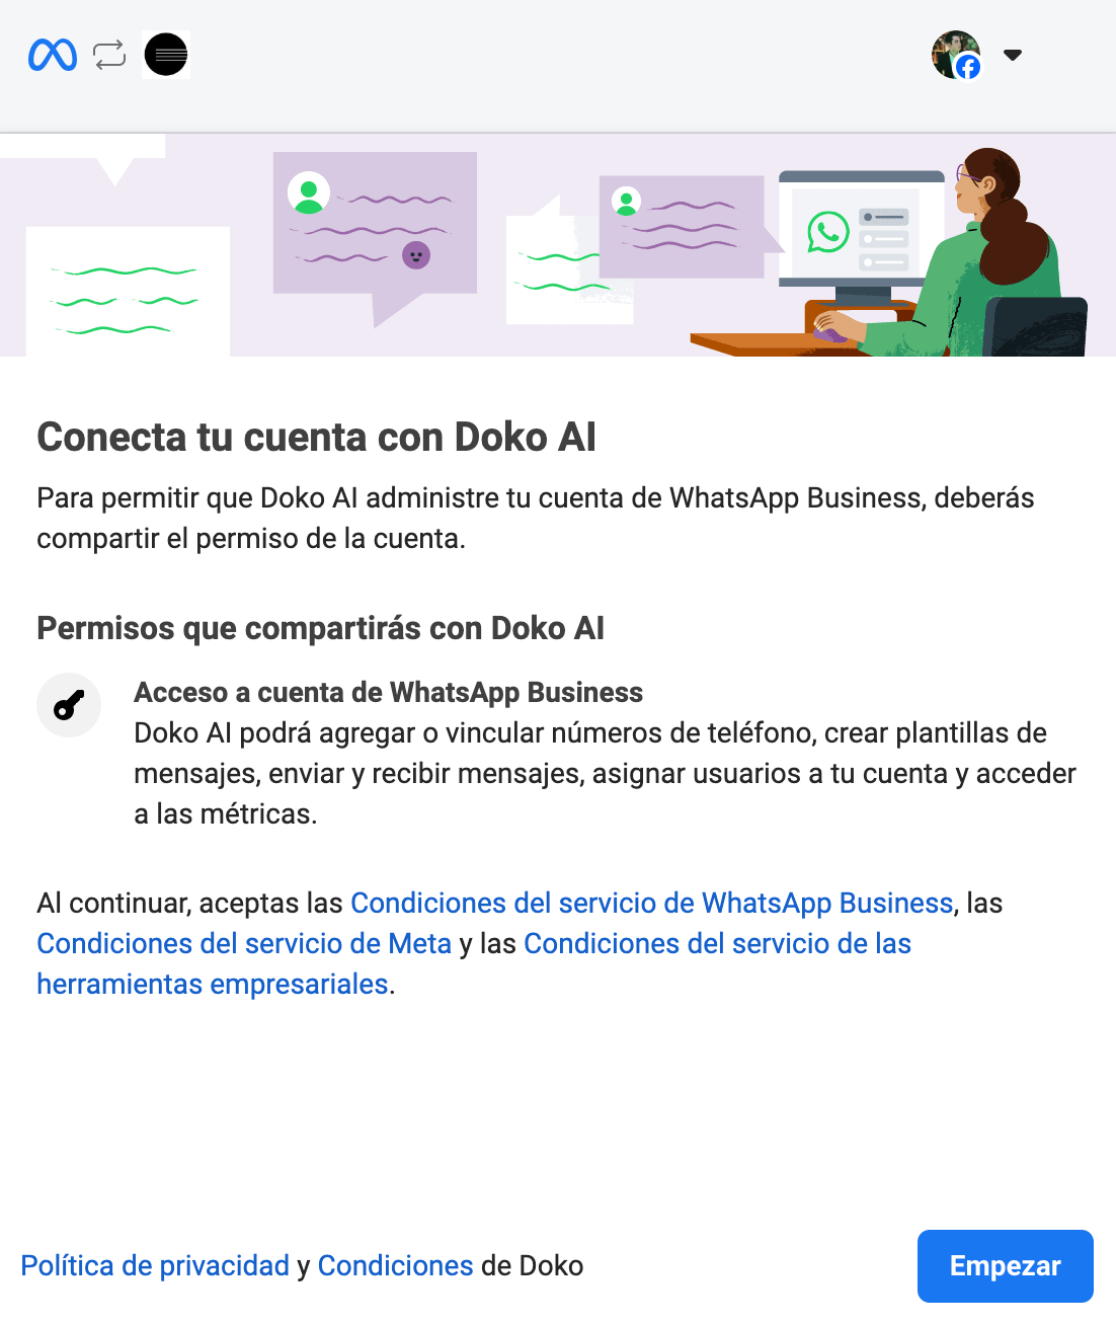 Conecta tu cuenta con Doko AI
Para permitir que Doko AI administre tu cuenta de WhatsApp Business, deberás
compartir el permiso de la cuenta.
Permisos que compartirás con Doko AI
Acceso a cuenta de WhatsApp Business
Doko AI podrá agregar o vincular números de teléfono, crear plantillas de
mensajes, enviar y recibir mensajes, asignar usuarios a tu cuenta y acceder
a las métricas.
Al continuar, aceptas las Condiciones del servicio de WhatsApp Business, las
Condiciones del servicio de Meta y las Condiciones del servicio de las
herramientas empresariales.
Política de privacidad y Condiciones de Doko
Empezar